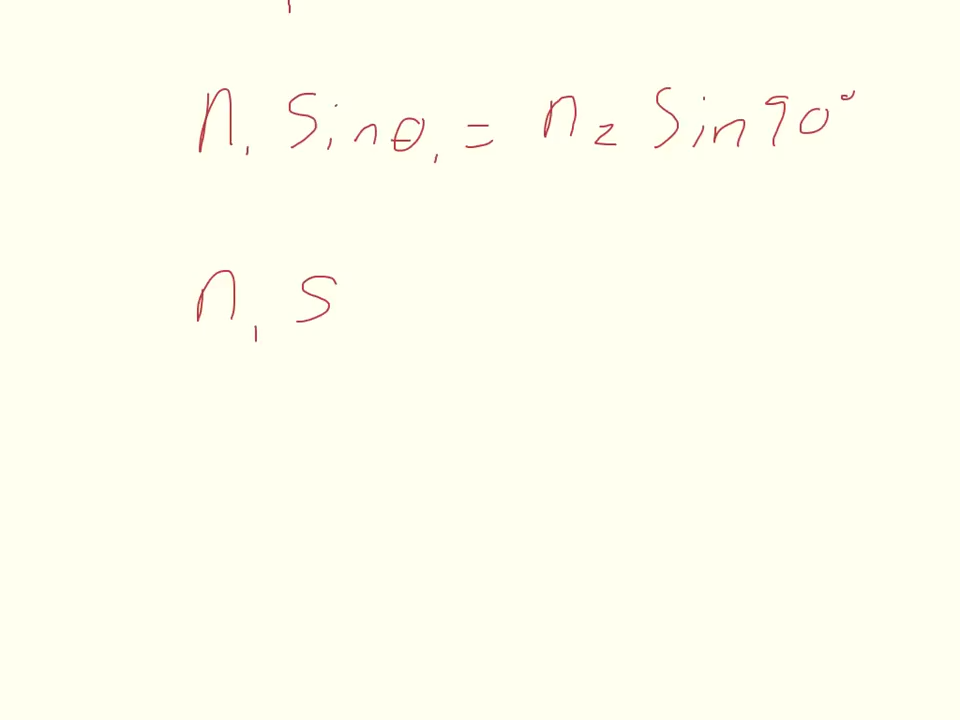 n₁ Sinθ₁ = n₂ Sin90°
n₁ S